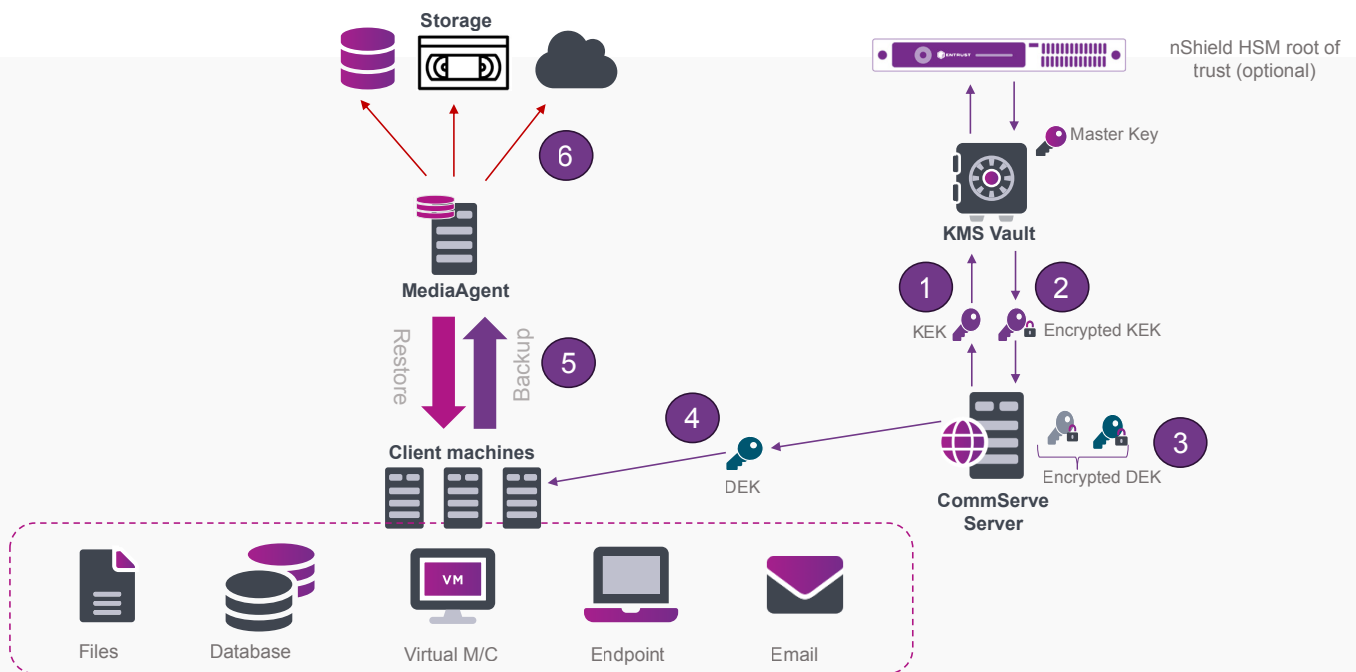 Storage
ENTRUST
nShield HSM root of
trust (optional)
Master Key
6
KMS Vault
MediaAgent
1
2
KEK
Encrypted KEK
Restore
Backup
5
4
3
Client machines
DEK
Encrypted DEK
CommServe
Server
VM
Files
Database
Virtual M/C
Endpoint
Email